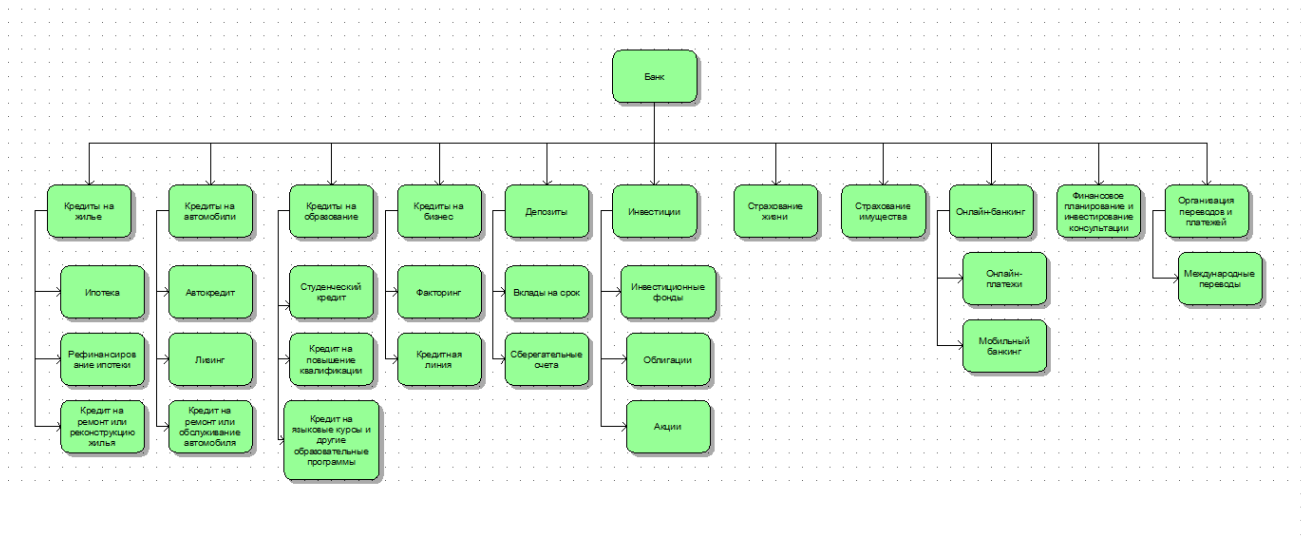 Банк
Кредиты на
жилье
Кредиты на
автомобили
Кредиты на
образование
Кредиты на
бизнес
Депозиты
Инвестиции
Страхование
жизни
Страхование
имущества
Онлайн-банкинг
Финансовое
планирование и
инвестирование
консультации
Организация
переводов и
платежей
Ипотека
Автокредит
Студенческий
кредит
Факторинг
Вклады на срок
Инвестиционные
фонды
Онлайн-
платежи
Международные
переводы
Рефинансиров
ание ипотеки
Лизинг
Кредит на
повышение
квалификации
Кредитная
линия
Сберегательные
счета
Облигации
Мобильный
банкинг
Кредит на
ремонт или
реконструкцию
жилья
Кредит на
ремонт или
обслуживание
автомобиля
Кредит на
языковые курсы и
другие
образовательные
программы
Акции